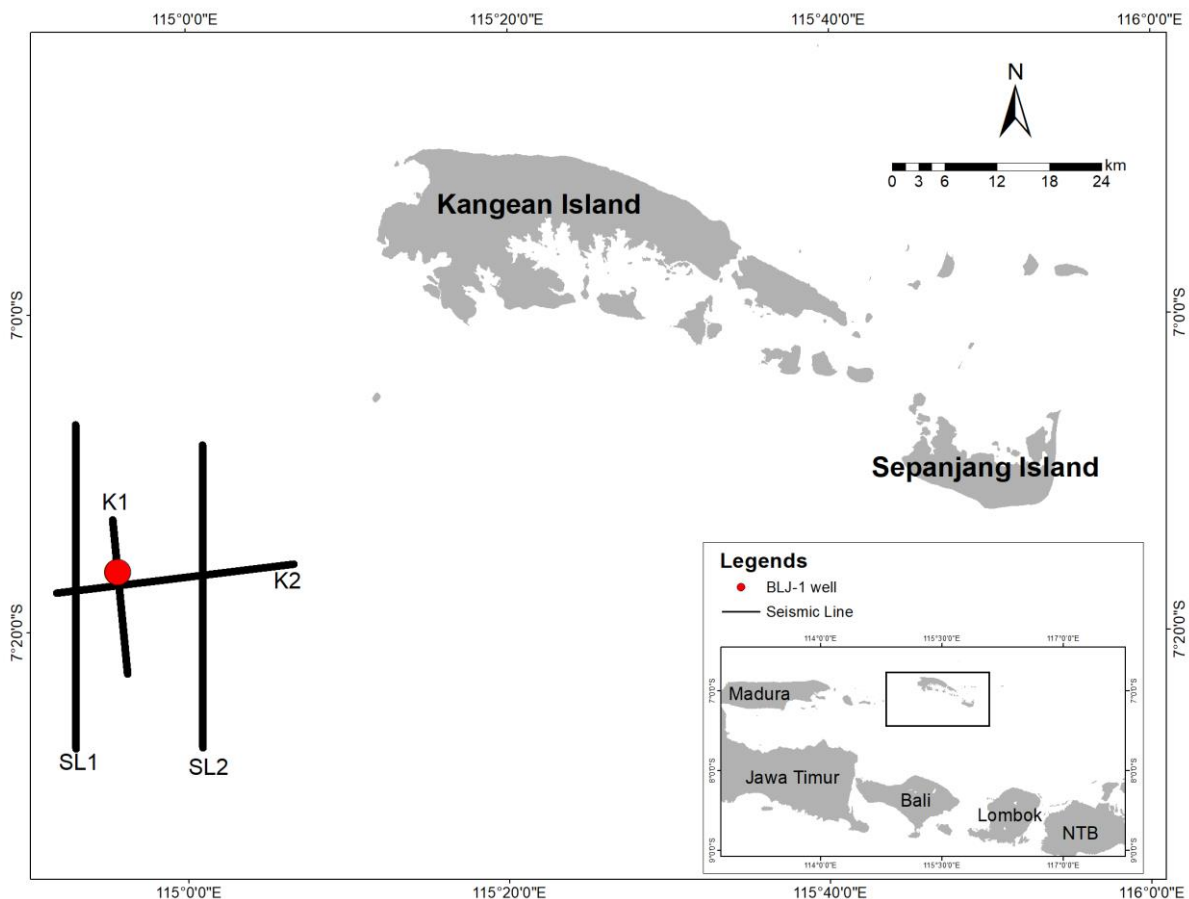 115°0'0"E 115°20'0"E 115°40'0"E 116°0'0"E
N
km
0 3 6 12 18 24
Kangean Island
7°0'0"S 7°0'0"S
Sepanjang Island
K1
K2
7°20'0"S 7°20'0"S
SL1 SL2
Legends
BLJ-1 well
Seismic Line
114°0'0"E 115°30'0"E 117°0'0"E
7°0'0"S 7°0'0"S
Madura
8°0'0"S 8°0'0"S
Jawa Timur
Bali
Lombok
NTB
9°0'0"S 9°0'0"S
114°0'0"E 115°30'0"E 117°0'0"E
115°0'0"E 115°20'0"E 115°40'0"E 116°0'0"E